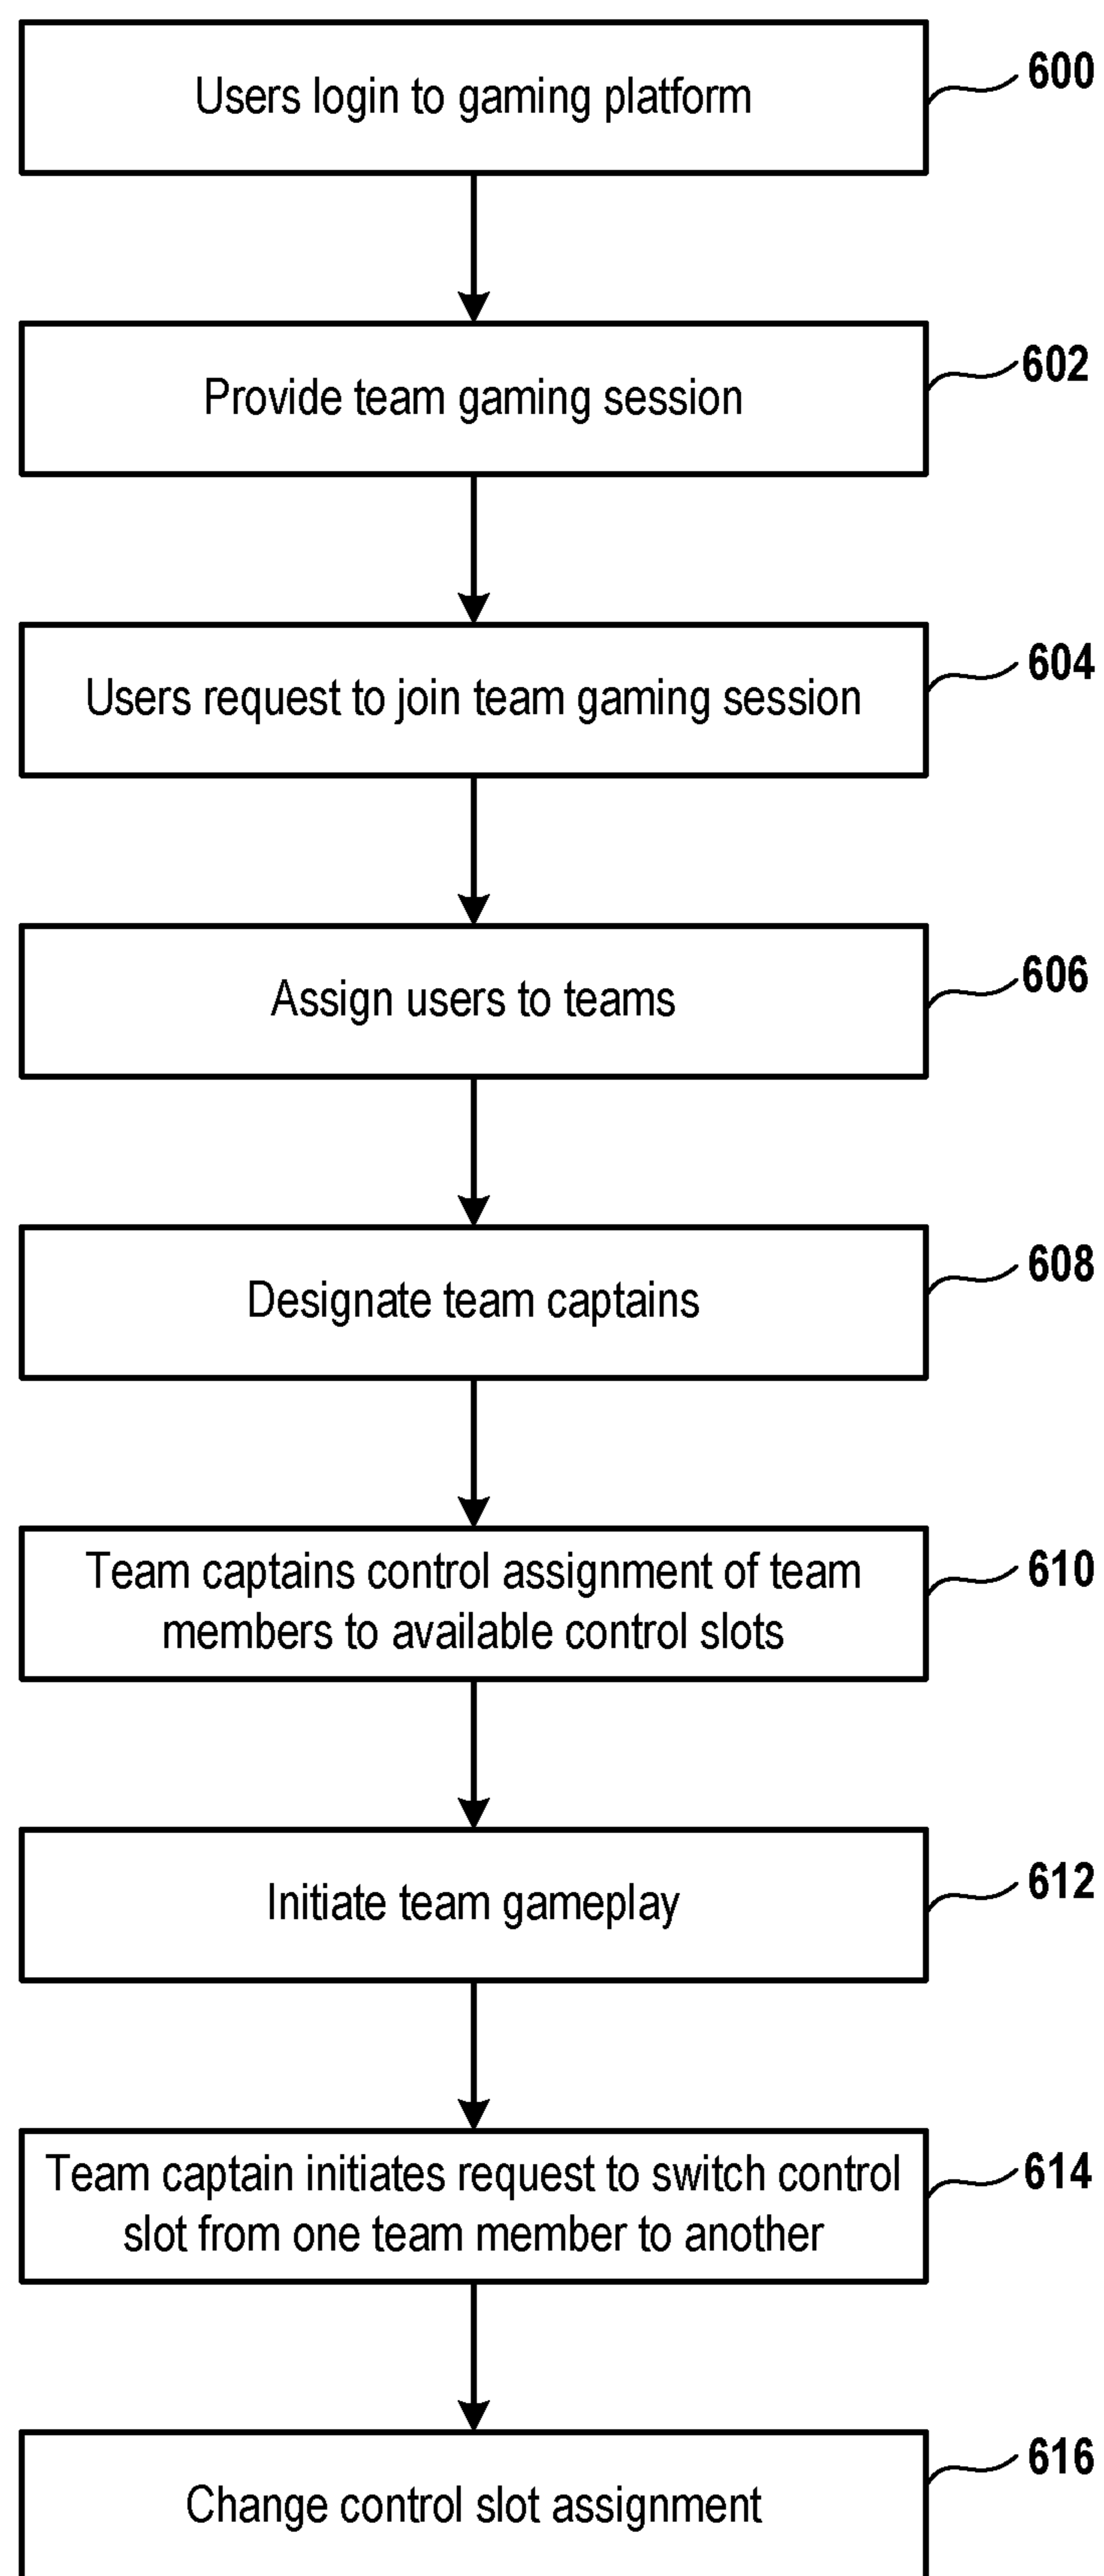 Users login to gaming platform
600
Provide team gaming session
602
Users request to join team gaming session
604
Assign users to teams
606
Designate team captains
608
Team captains control assignment of team
members to available control slots
610
Initiate team gameplay
612
Team captain initiates request to switch control
slot from one team member to another
614
Change control slot assignment
616